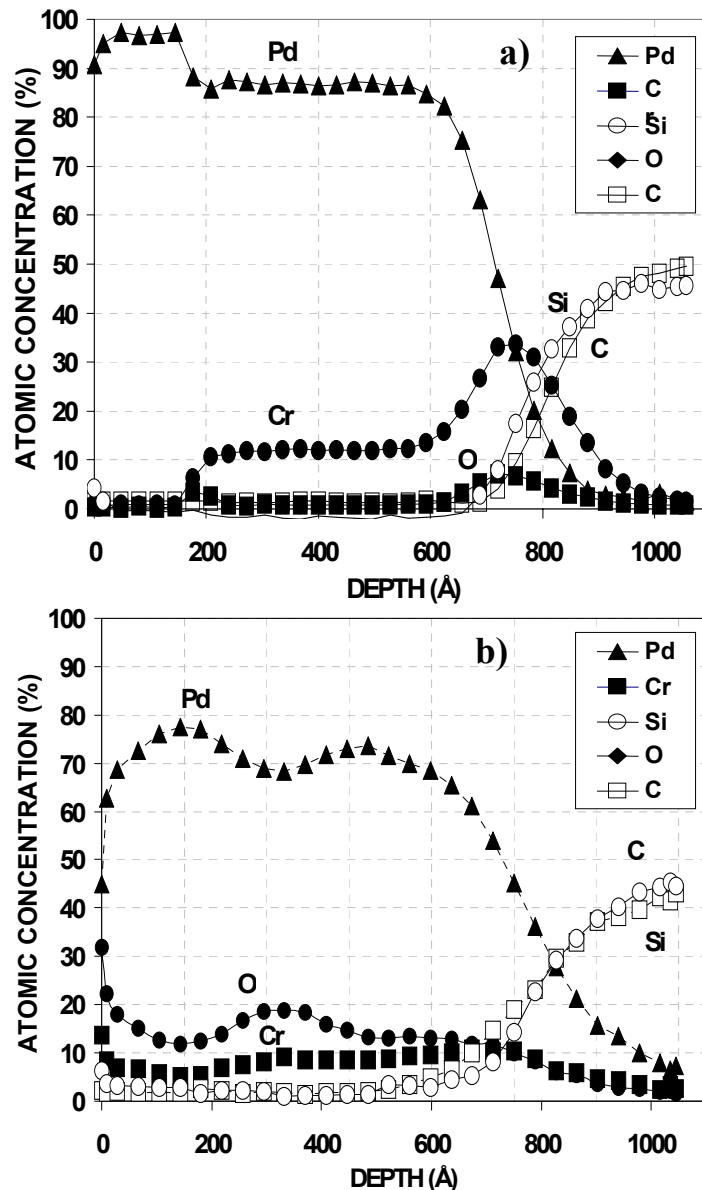 100
90
80
70
60
50
40
30
20
10
0
ATOMIC CONCENTRATION (%)
Pd
a)
Pd
C
r
Si
O
C
Si
C
Cr
O
0 200 400 600 800 1000
DEPTH (Å)
100
90
80
70
60
50
40
30
20
10
0
ATOMIC CONCENTRATION (%)
Pd
b)
Pd
Cr
Si
O
C
C
Si
O
Cr
0 200 400 600 800 1000
DEPTH (Å)